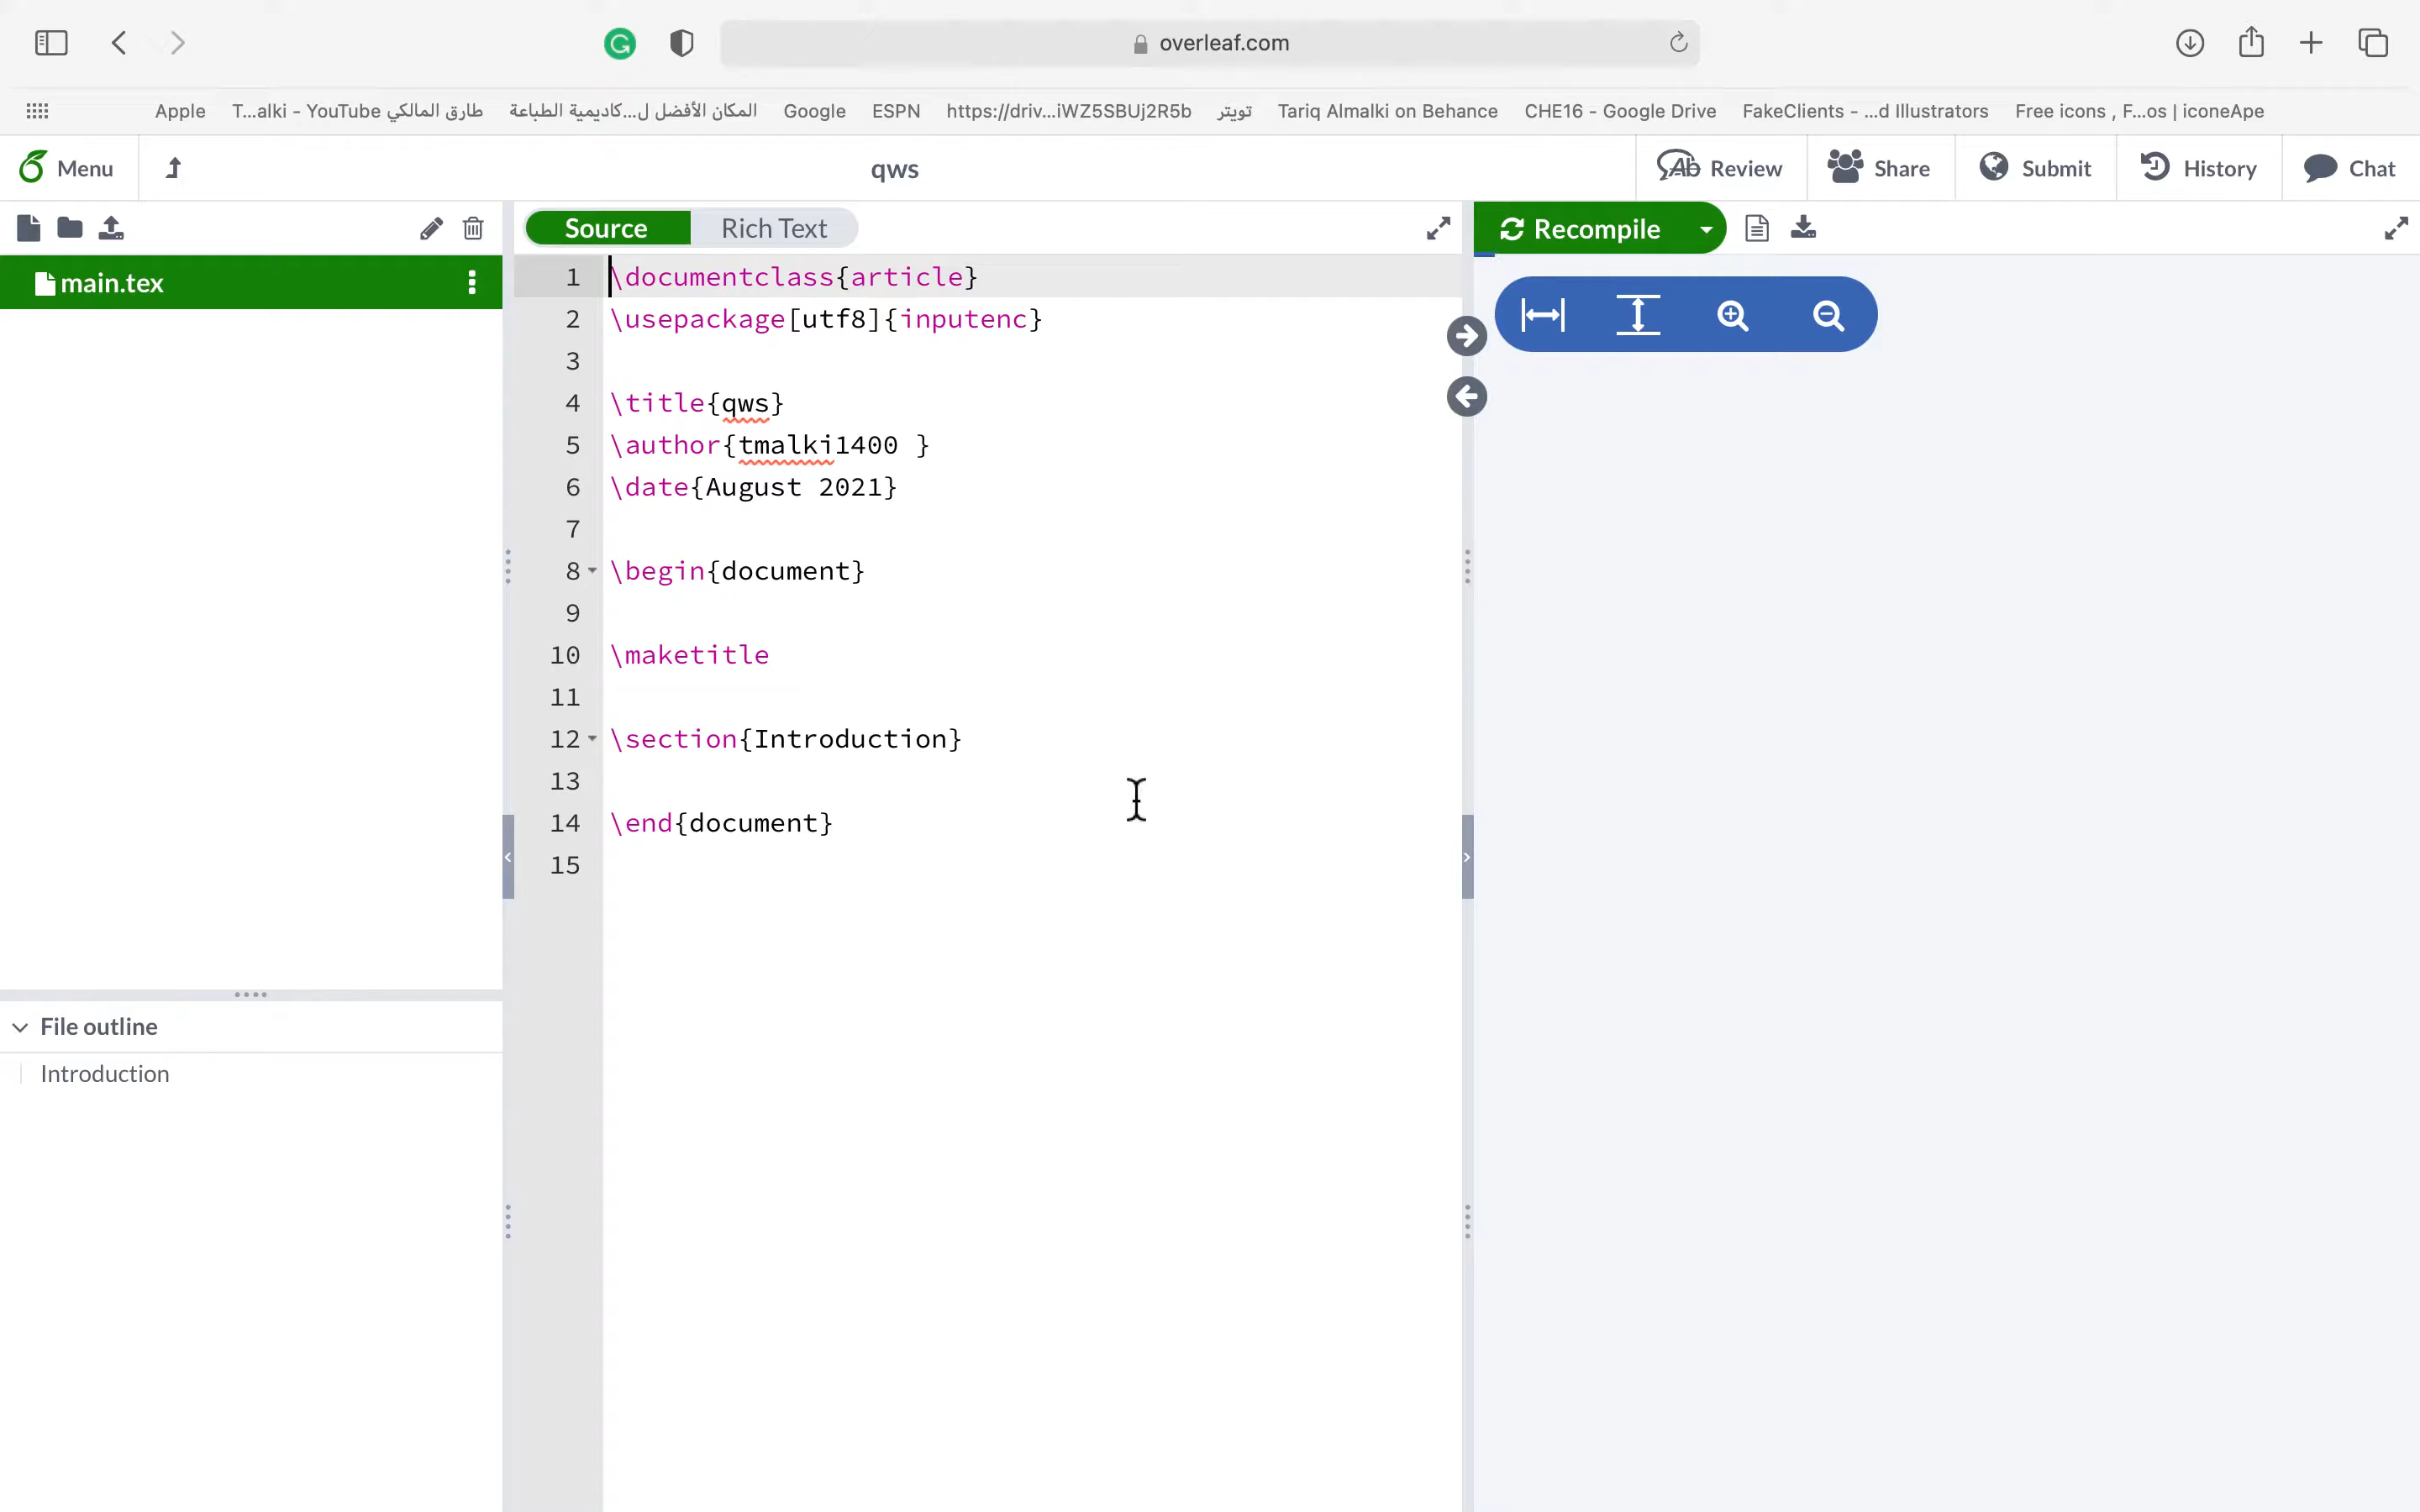 overleaf.com
Apple
T...alki - YouTube طارق المالكي
المكان الأفضل ل...كاديمية الطباعة
Google
ESPN
https://driv...iWZ5SBUj2R5b
تويتر
Tariq Almalki on Behance
CHE16 - Google Drive
FakeClients - ...d Illustrators
Free icons , F...os | iconeApe
Menu
qws
Ab Review
Share
Submit
History
Chat
Source
Rich Text
Recompile
main.tex
1 \documentclass{article}
2 \usepackage[utf8]{inputenc}
3
4 \title{qws}
5 \author{tmalki1400 }
6 \date{August 2021}
7
8 \begin{document}
9
10 \maketitle
11
12 \section{Introduction}
13
14 \end{document}
15
File outline
Introduction